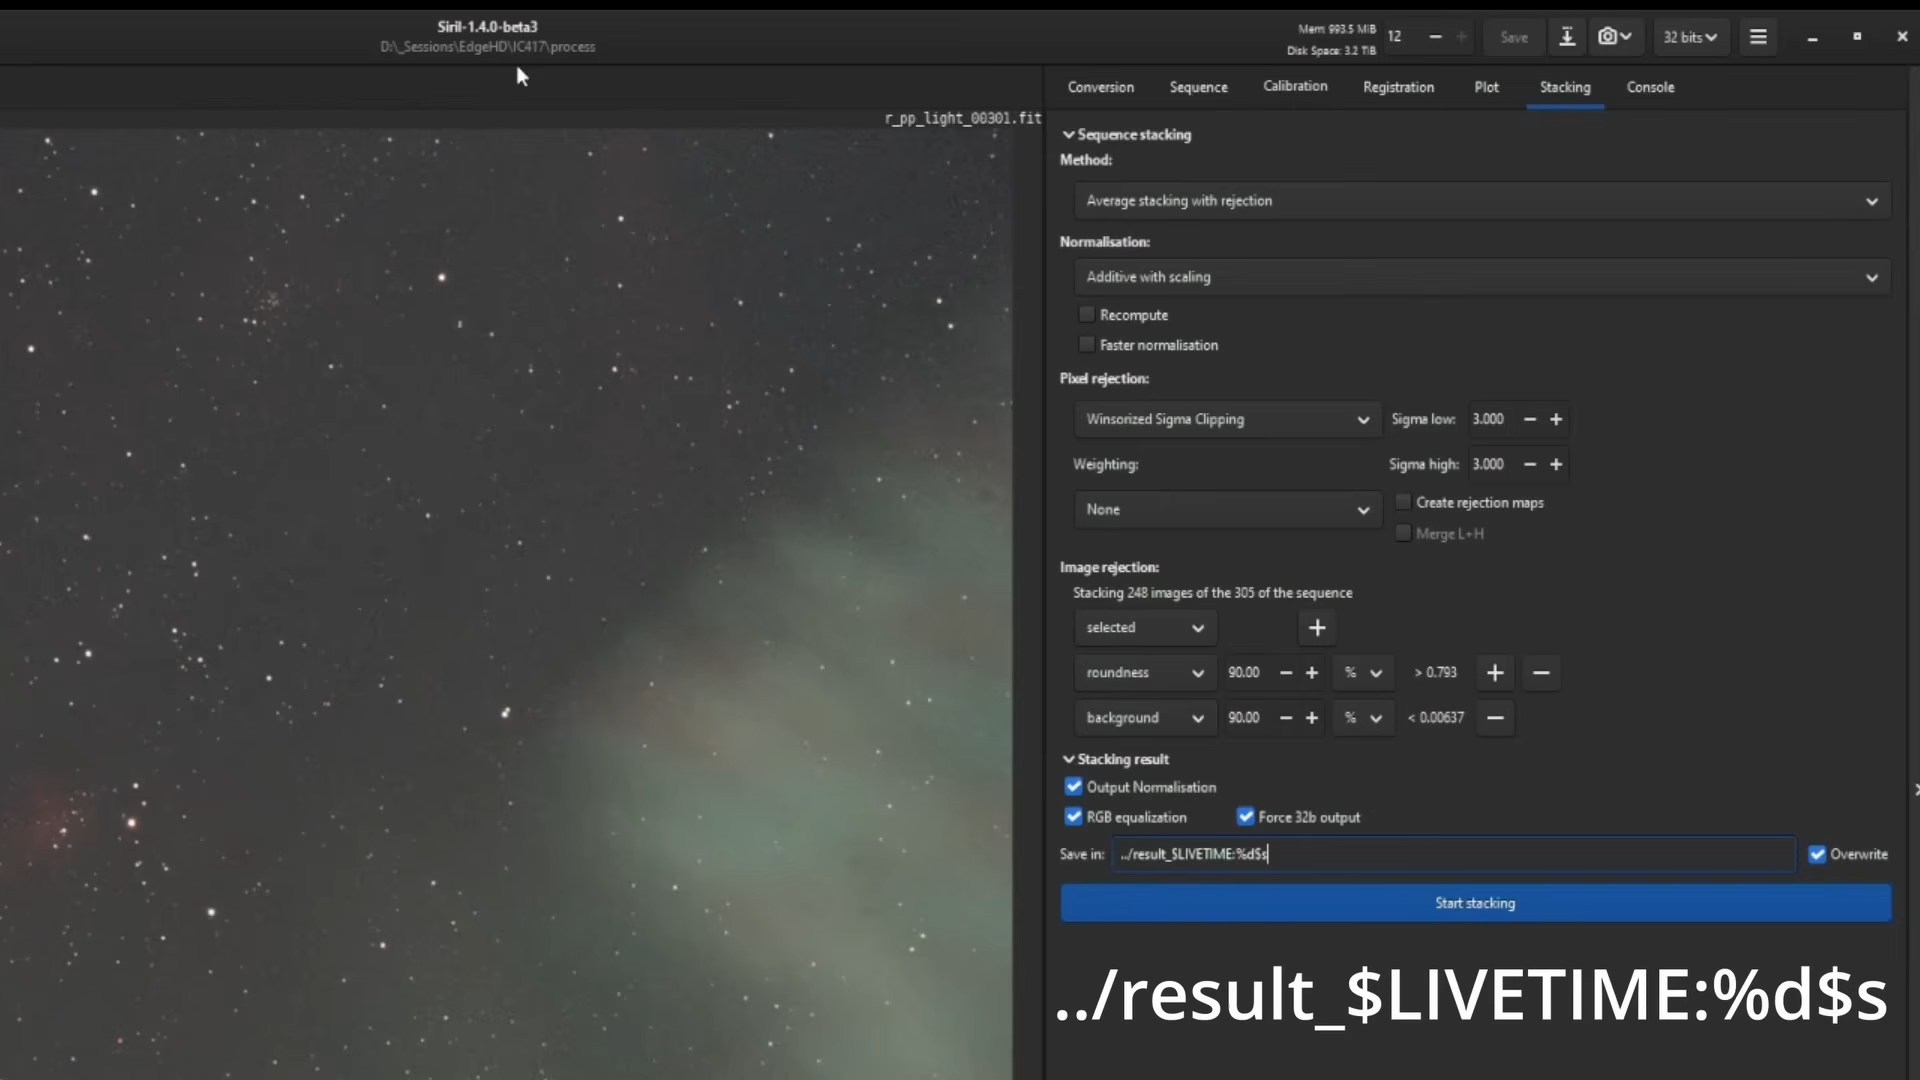 Siril-1.4.0-beta3
D:\_Sessions\EdgeHD\IC417\process
Mem: 993.5 MiB
Disk Space: 3.2 TiB
12
Save
32 bits
Conversion Sequence Calibration Registration Plot Stacking Console
r_pp_light_00301.fit
Sequence stacking
Method:
Average stacking with rejection
Normalisation:
Additive with scaling
Recompute
Faster normalisation
Pixel rejection:
Winsorized Sigma Clipping Sigma low: 3.000
Weighting: Sigma high: 3.000
None Create rejection maps
Merge L+H
Image rejection:
Stacking 248 images of the 305 of the sequence
selected
roundness 90.00 % > 0.793
background 90.00 % < 0.00637
Stacking result
Output Normalisation
RGB equalization Force 32b output
Save in: ../result_$LIVETIME:%d$s Overwrite
Start stacking
../result_$LIVETIME:%d$s